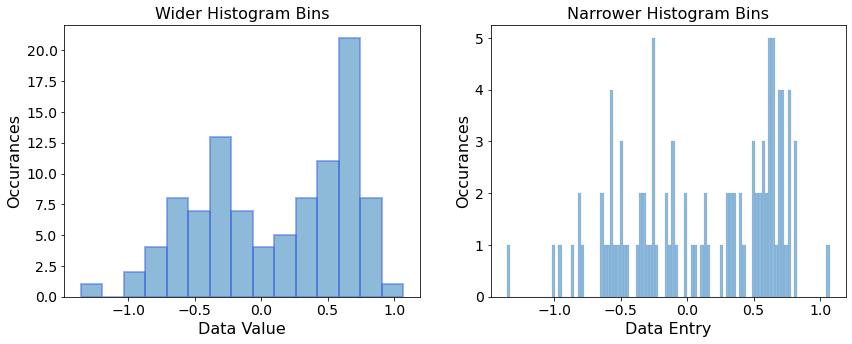 Wider Histogram Bins
Occurances
20.0
17.5
15.0
12.5
10.0
7.5
5.0
2.5
0.0
−1.0 −0.5 0.0 0.5 1.0
Data Value
Narrower Histogram Bins
Occurances
5
4
3
2
1
0
−1.0 −0.5 0.0 0.5 1.0
Data Entry